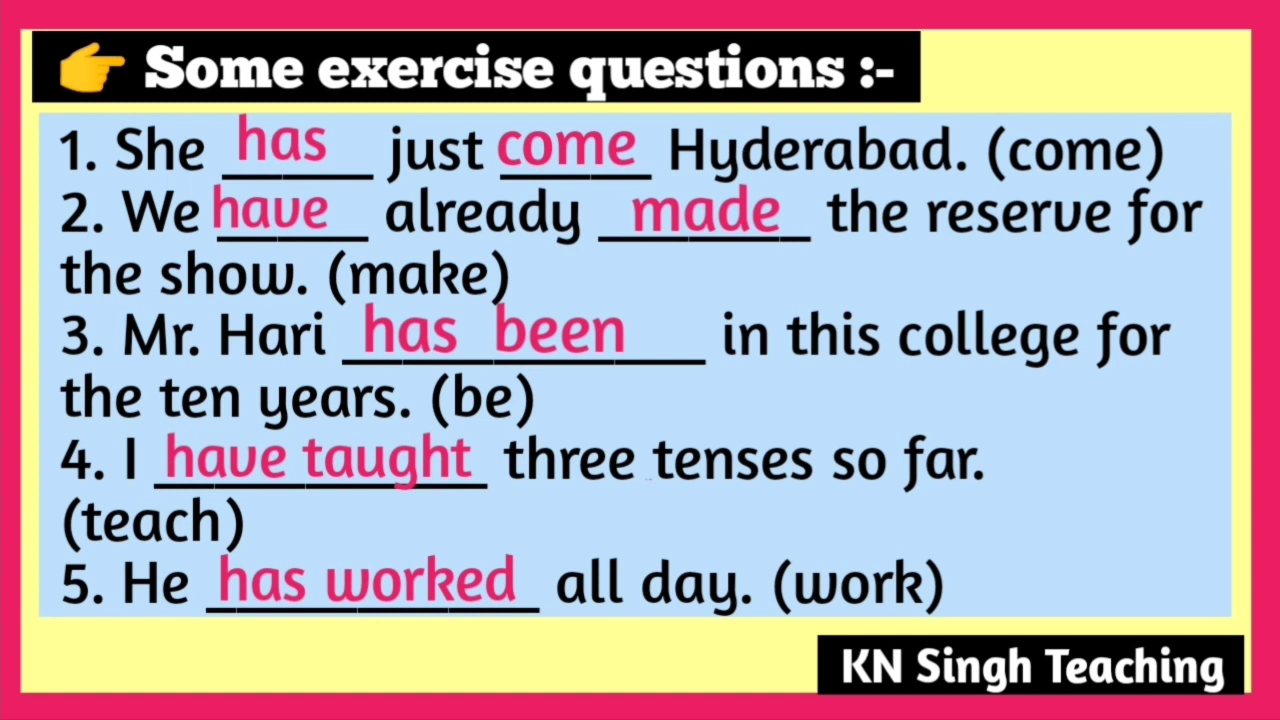 👉 Some exercise questions :-
1. She has just come Hyderabad. (come)
2. We have already made the reserve for
the show. (make)
3. Mr. Hari has been in this college for
the ten years. (be)
4. I have taught three tenses so far.
(teach)
5. He has worked all day. (work)
KN Singh Teaching